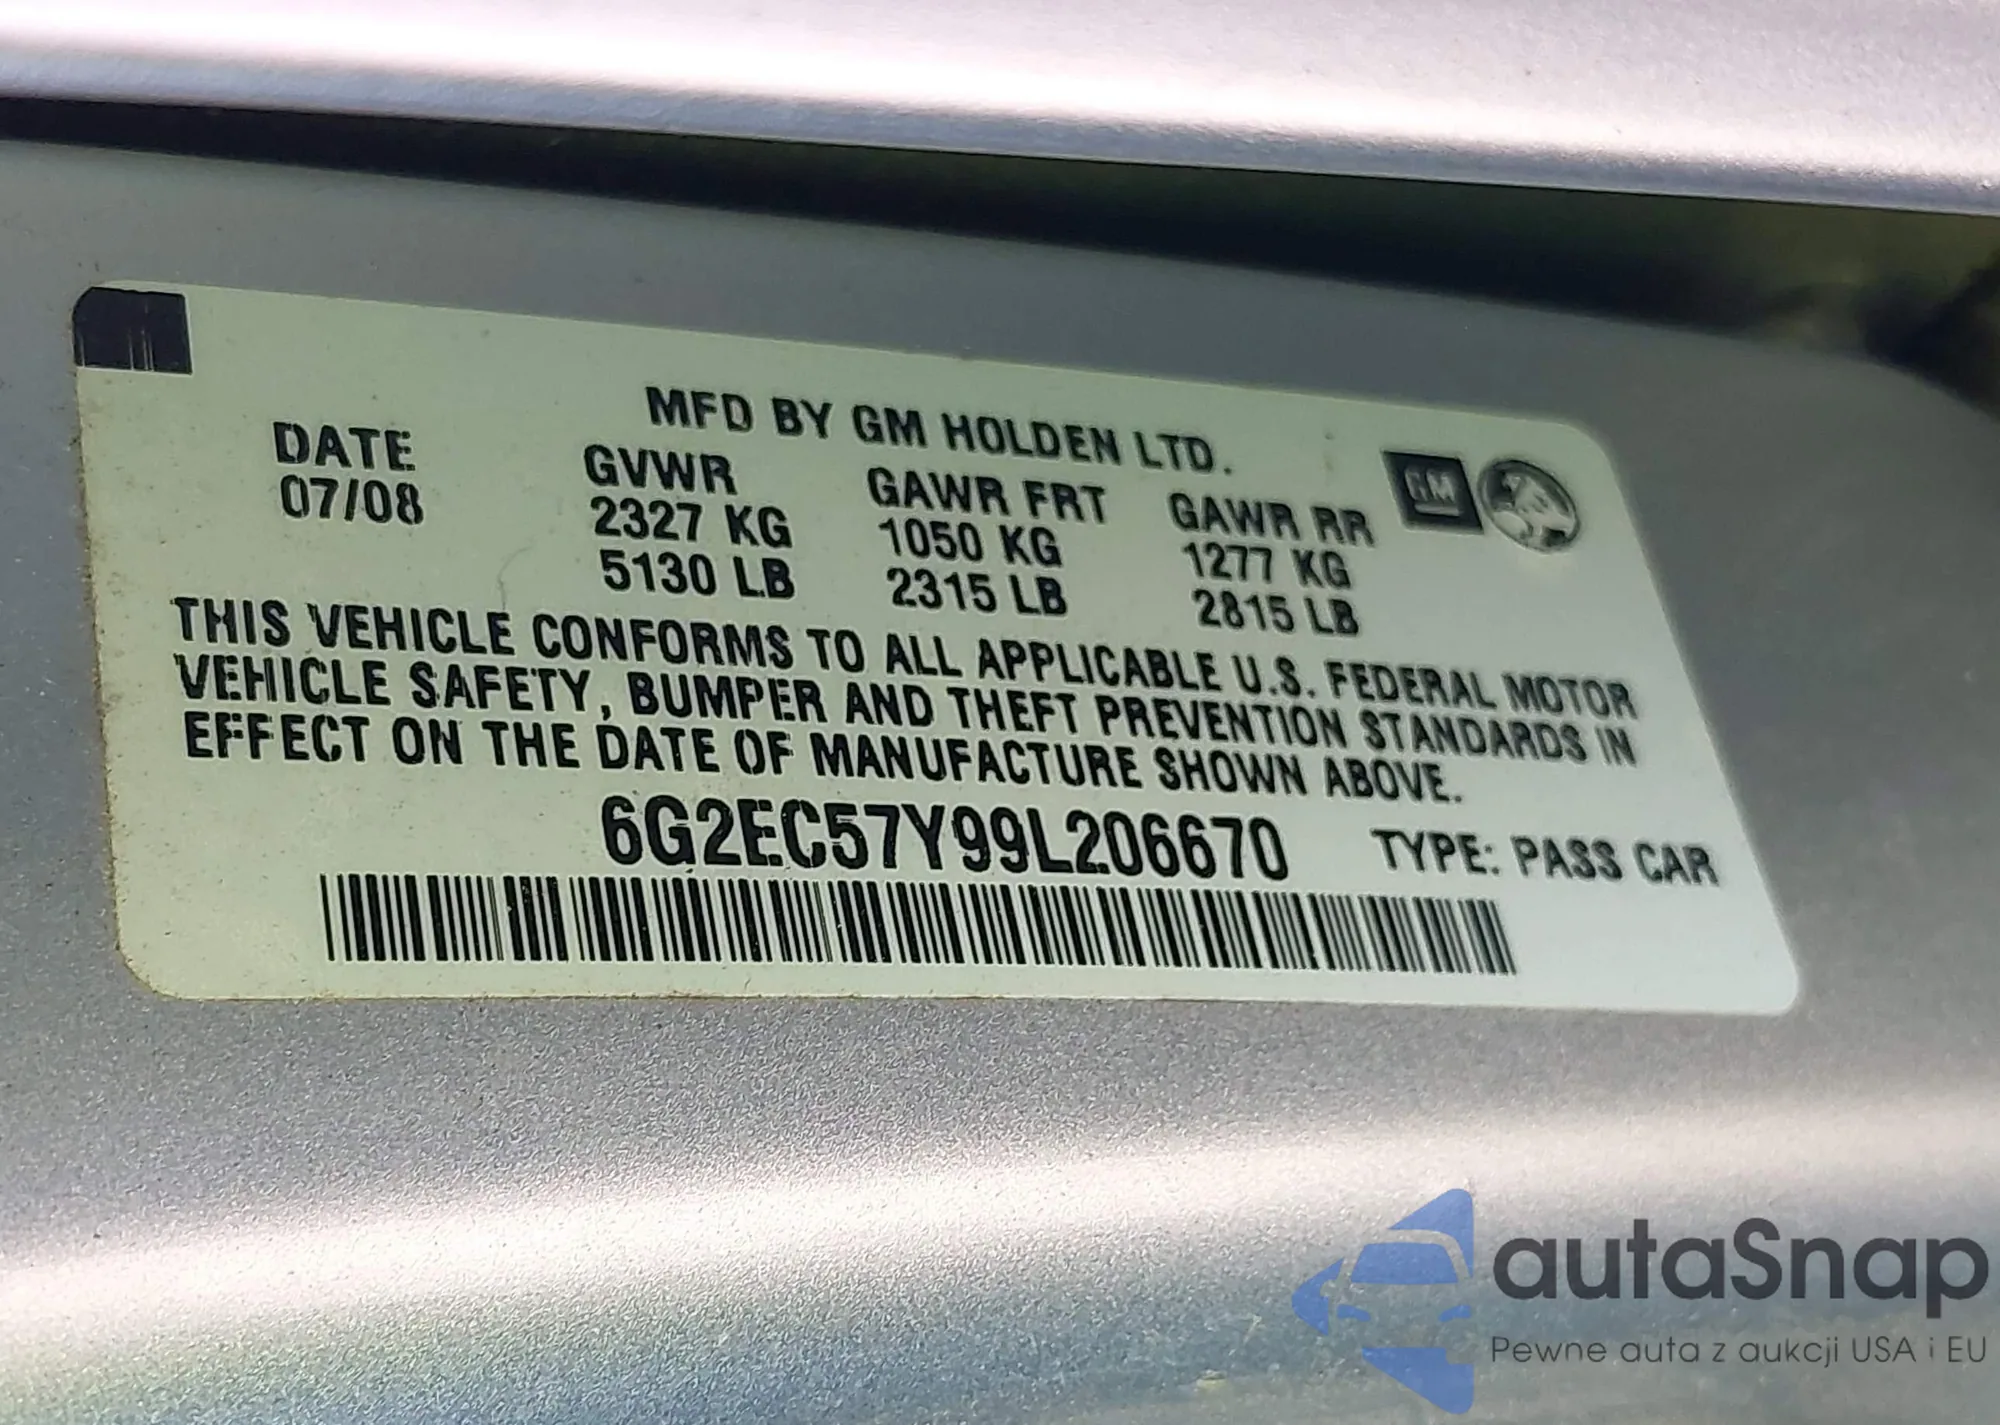 MFD BY GM HOLDEN LTD.
DATE GVWR GAWR FRT GAWR RR GM
07/08 2327 KG 1050 KG 1277 KG
5130 LB 2315 LB 2815 LB
THIS VEHICLE CONFORMS TO ALL APPLICABLE U.S. FEDERAL MOTOR
VEHICLE SAFETY, BUMPER AND THEFT PREVENTION STANDARDS IN
EFFECT ON THE DATE OF MANUFACTURE SHOWN ABOVE.
6G2EC57Y99L206670 TYPE: PASS CAR
autaSnap
Pewne auta z aukcji USA i EU